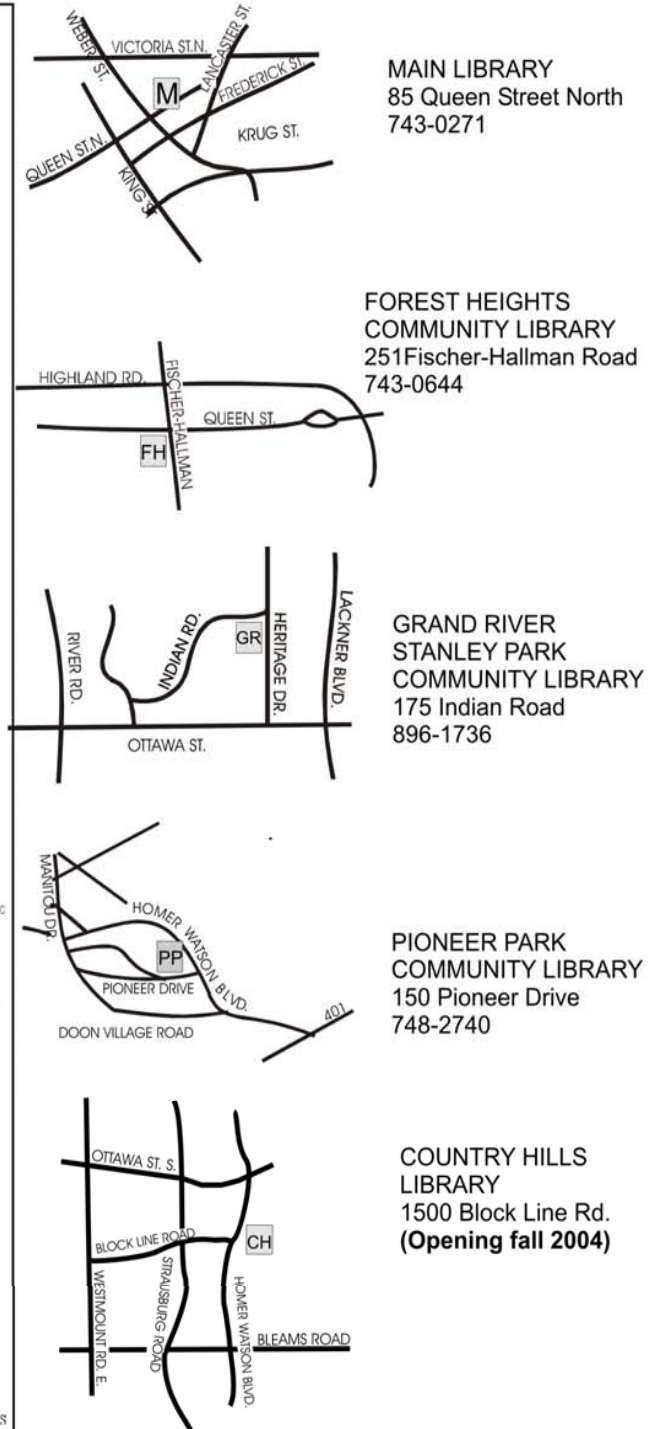 WEBER ST.
VICTORIA ST.N.
LANCASTER ST.
M
FREDERICK ST.
KRUG ST.
QUEEN ST.N.
KING ST.
MAIN LIBRARY
85 Queen Street North
743-0271
HIGHLAND RD.
FISCHER-HALLMAN
QUEEN ST.
FH
FOREST HEIGHTS
COMMUNITY LIBRARY
251Fischer-Hallman Road
743-0644
RIVER RD.
INDIAN RD.
GR
HERITAGE DR.
LACKNER BLVD.
OTTAWA ST.
GRAND RIVER
STANLEY PARK
COMMUNITY LIBRARY
175 Indian Road
896-1736
MANITOU DR.
HOMER WATSON BLVD.
PP
PIONEER DRIVE
401
DOON VILLAGE ROAD
PIONEER PARK
COMMUNITY LIBRARY
150 Pioneer Drive
748-2740
OTTAWA ST. S.
BLOCK LINE ROAD
CH
WESTMOUNT RD. E.
STRAUSBURG ROAD
HOMER WATSON BLVD.
BLEAMS ROAD
COUNTRY HILLS
LIBRARY
1500 Block Line Rd.
(Opening fall 2004)